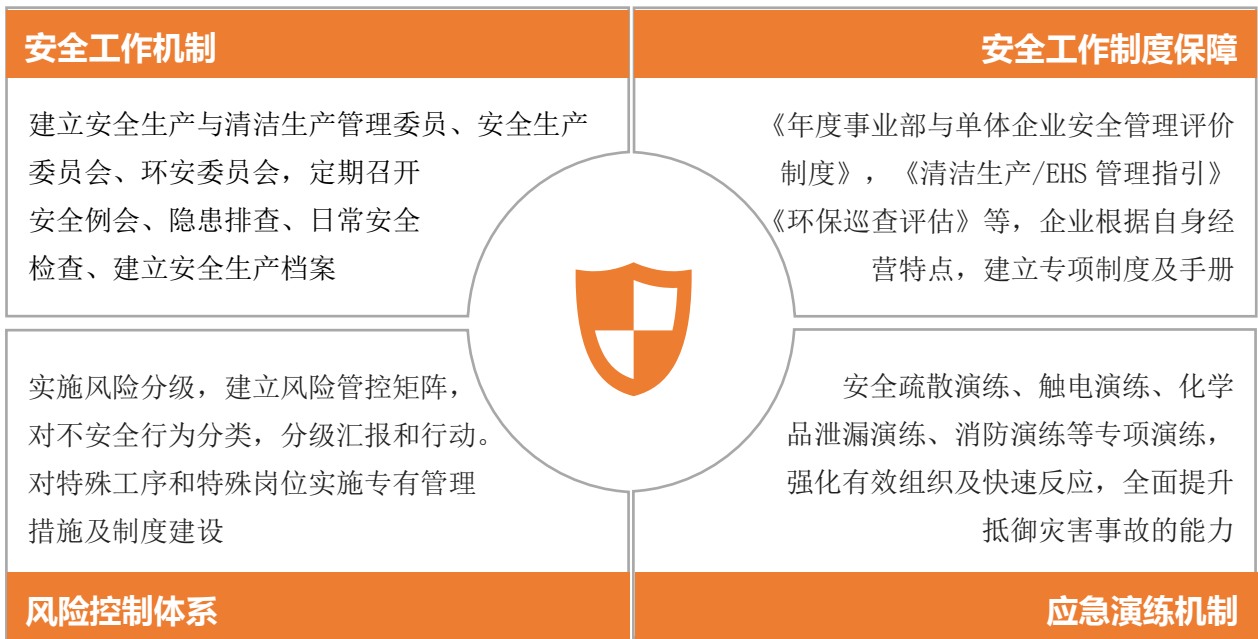 安全工作机制
建立安全生产与清洁生产管理委员、安全生产
委员会、环安委员会，定期召开
安全例会、隐患排查、日常安全
检查、建立安全生产档案
安全工作制度保障
《年度事业部与单体企业安全管理评价
制度》，《清洁生产/EHS 管理指引》
《环保巡查评估》等，企业根据自身经
营特点，建立专项制度及手册
实施风险分级，建立风险管控矩阵，
对不安全行为分类，分级汇报和行动。
对特殊工序和特殊岗位实施专有管理
措施及制度建设
风险控制体系
安全疏散演练、触电演练、化学
品泄漏演练、消防演练等专项演练，
强化有效组织及快速反应，全面提升
抵御灾害事故的能力
应急演练机制